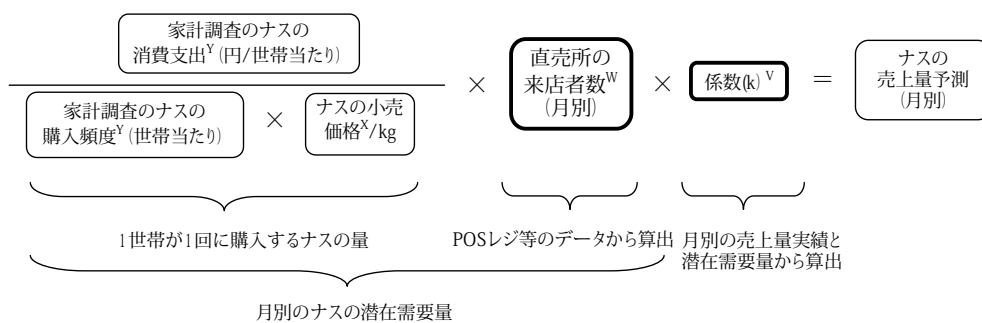 家計調査のナスの
消費支出Y (円/世帯当たり)
家計調査のナスの
購入頻度Y (世帯当たり)
×
ナスの小売
価格X/kg
×
直売所の
来店者数W
(月別)
×
係数(k) V
=
ナスの
売上量予測
(月別)
1世帯が1回に購入するナスの量
POSレジ等のデータから算出
月別の売上量実績と
潜在需要量から算出
月別のナスの潜在需要量